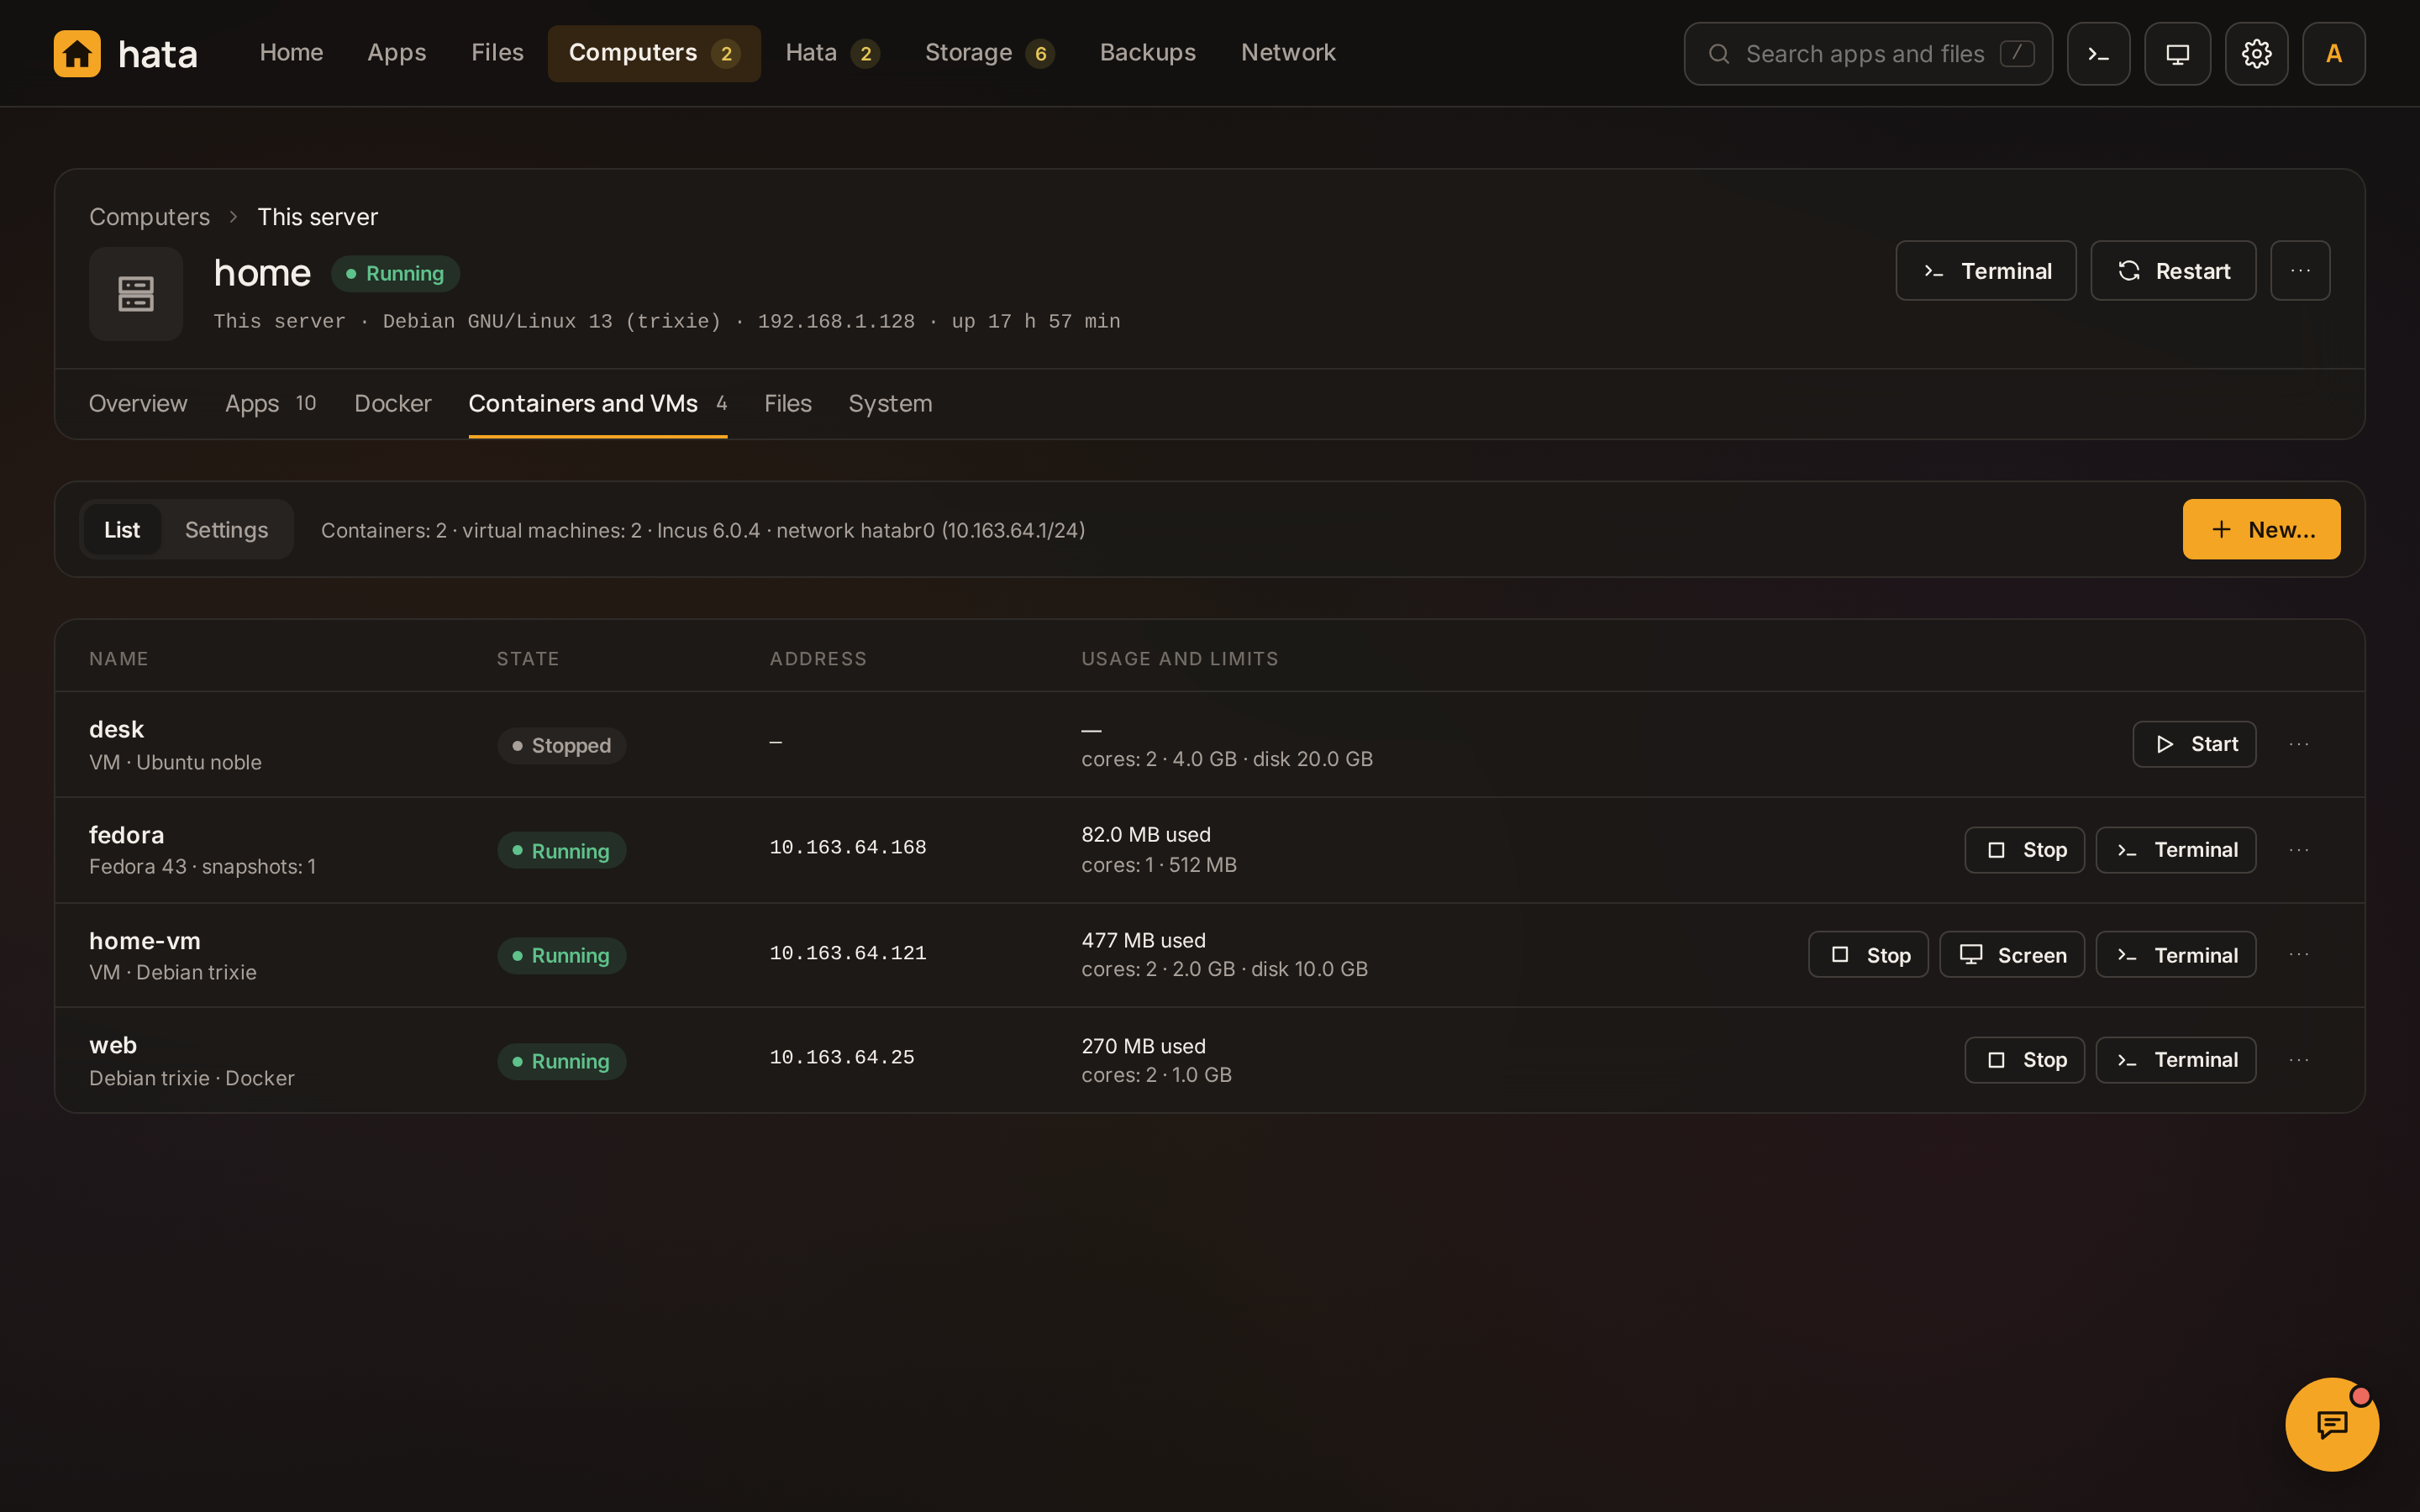 hata Home Apps Files Computers 2 Hata 2 Storage 6 Backups Network Search apps and files / A
Computers > This server
home Running Terminal Restart ...
This server · Debian GNU/Linux 13 (trixie) · 192.168.1.128 · up 17 h 57 min
Overview Apps 10 Docker Containers and VMs 4 Files System
List Settings Containers: 2 · virtual machines: 2 · Incus 6.0.4 · network hatabr0 (10.163.64.1/24) New...
NAME STATE ADDRESS USAGE AND LIMITS
desk Stopped – — Start ...
VM · Ubuntu noble cores: 2 · 4.0 GB · disk 20.0 GB
fedora Running 10.163.64.168 82.0 MB used Stop Terminal ...
Fedora 43 · snapshots: 1 cores: 1 · 512 MB
home-vm Running 10.163.64.121 477 MB used Stop Screen Terminal ...
VM · Debian trixie cores: 2 · 2.0 GB · disk 10.0 GB
web Running 10.163.64.25 270 MB used Stop Terminal ...
Debian trixie · Docker cores: 2 · 1.0 GB